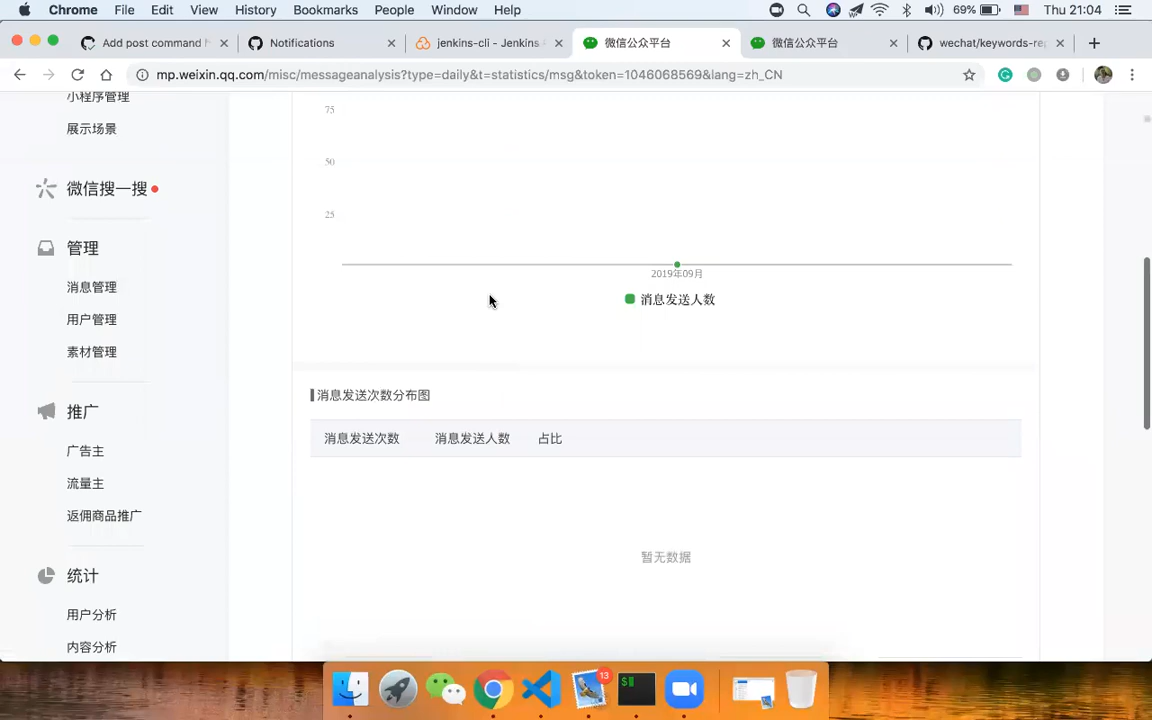 Chrome File Edit View History Bookmarks People Window Help 69% Thu 21:04
Add post command
Notifications
jenkins-cli - Jenkins
微信公众平台
微信公众平台
wechat/keywords-re
mp.weixin.qq.com/misc/messageanalysis?type=daily&t=statistics/msg&token=1046068569&lang=zh_CN
小程序管理
展示场景
微信搜一搜
管理
消息管理
用户管理
素材管理
推广
广告主
流量主
返佣商品推广
统计
用户分析
内容分析
75
50
25
2019年09月
消息发送人数
消息发送次数分布图
消息发送次数 消息发送人数 占比
暂无数据
13